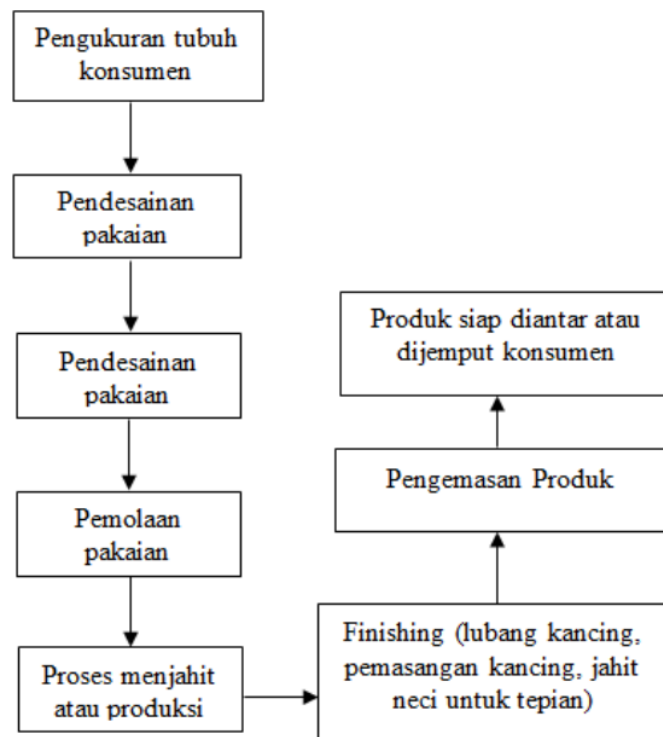 Pengukuran tubuh
konsumen
Pendesainan
pakaian
Pendesainan
pakaian
Pemolaan
pakaian
Proses menjahit
atau produksi
Finishing (lubang kancing,
pemasangan kancing, jahit
neci untuk tepian)
Pengemasan Produk
Produk siap diantar atau
dijemput konsumen